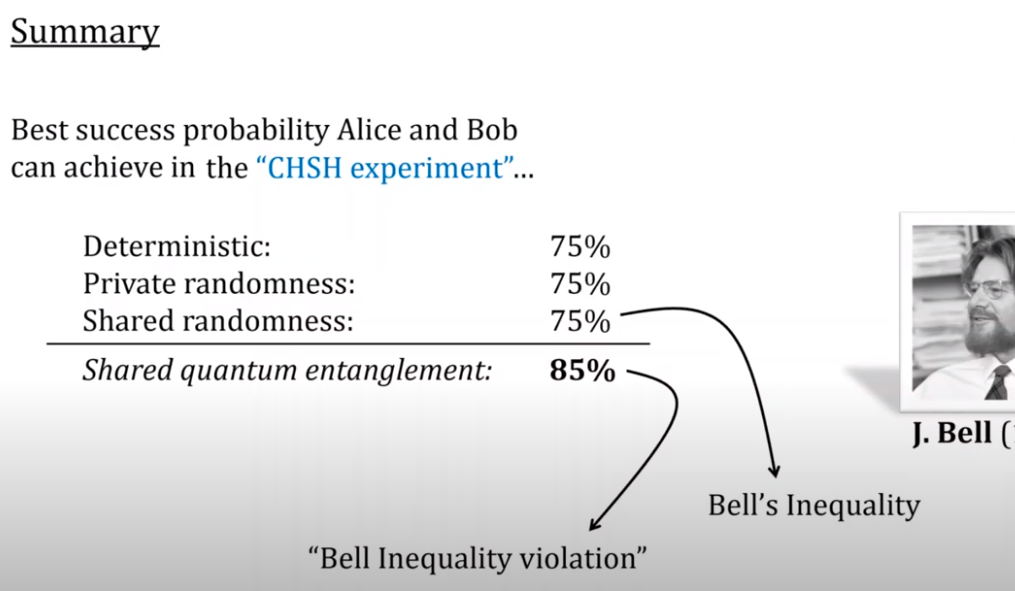 Summary
Best success probability Alice and Bob
can achieve in the “CHSH experiment”...
Deterministic: 75%
Private randomness: 75%
Shared randomness: 75%
Shared quantum entanglement: 85%
J. Bell (
Bell’s Inequality
“Bell Inequality violation”